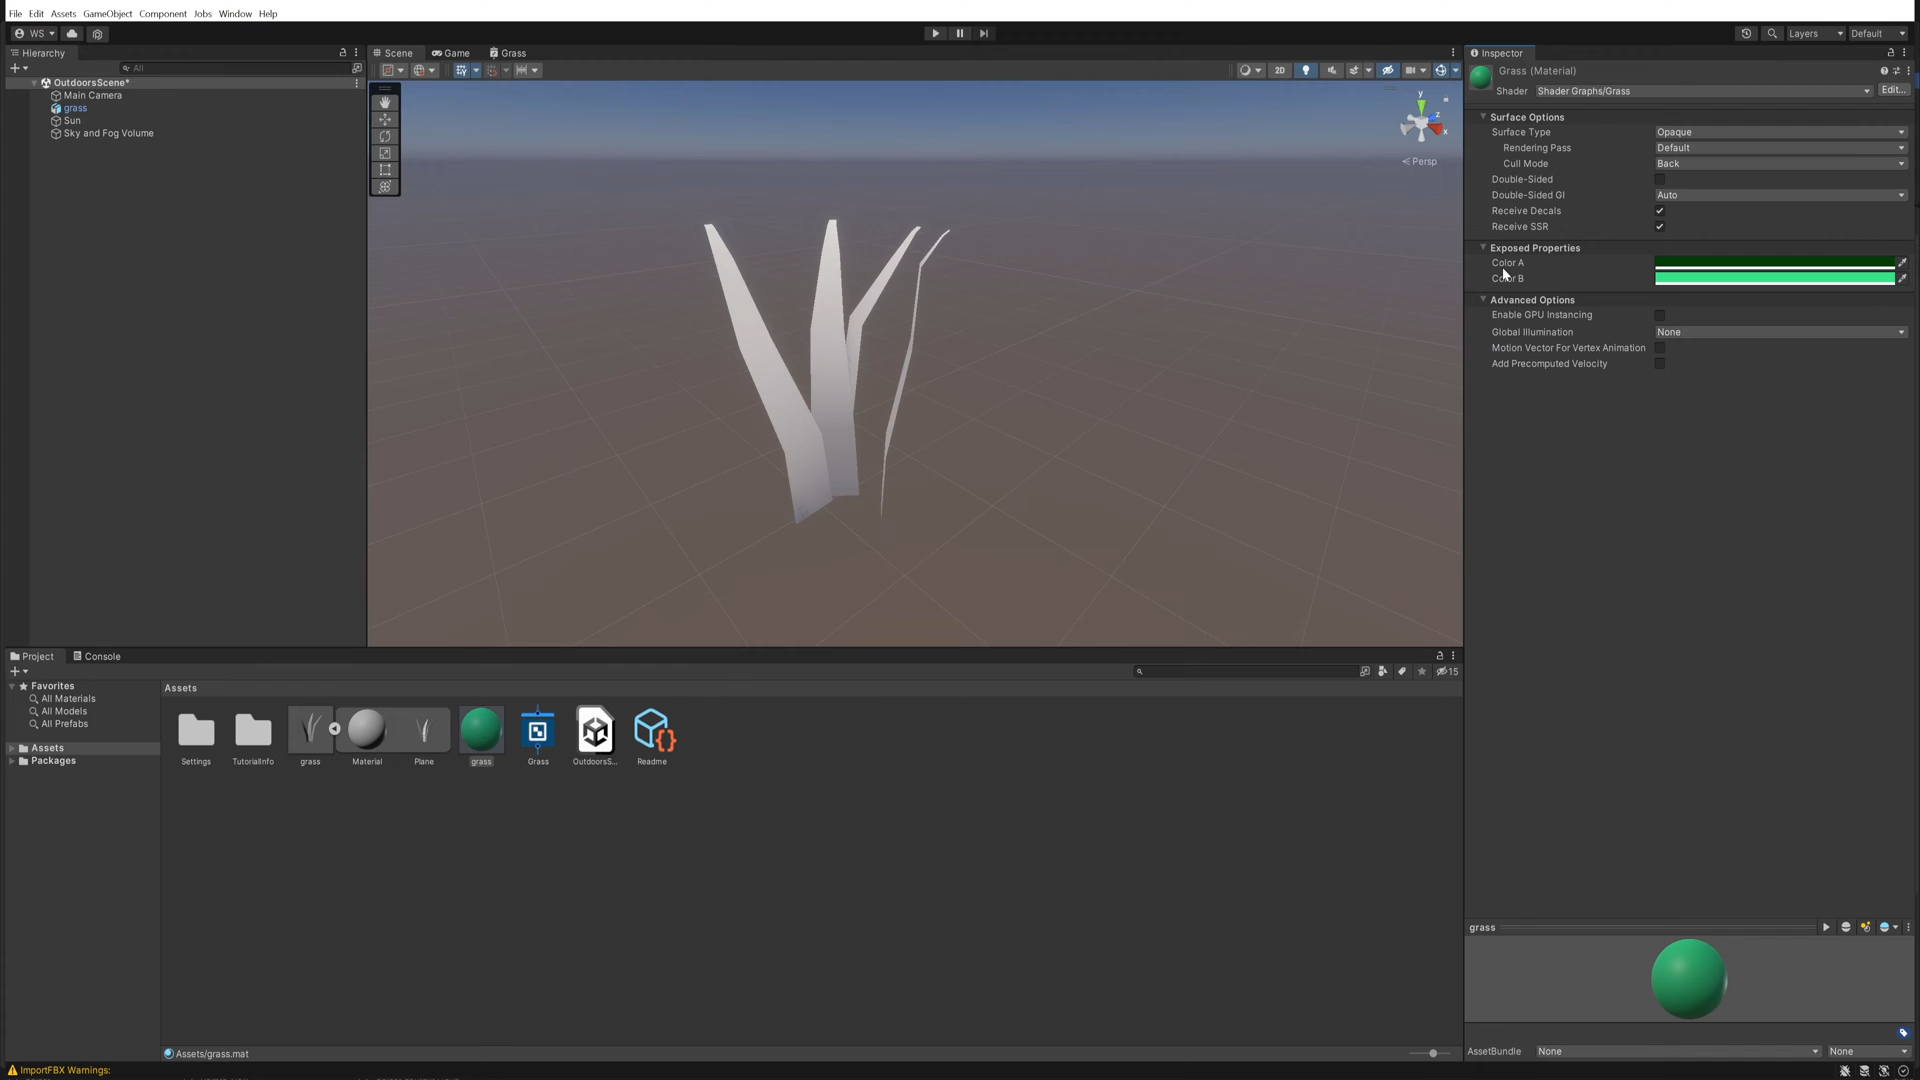 File Edit Assets GameObject Component Jobs Window Help
WS
Layers
Default
Hierarchy
All
OutdoorsScene*
Main Camera
grass
Sun
Sky and Fog Volume
Scene Game Grass
2D
y
z
x
< Persp
Inspector
Grass (Material)
Shader Shader Graphs/Grass Edit...
Surface Options
Surface Type Opaque
Rendering Pass Default
Cull Mode Back
Double-Sided
Double-Sided GI Auto
Receive Decals
Receive SSR
Exposed Properties
Color A
Color B
Advanced Options
Enable GPU Instancing
Global Illumination None
Motion Vector For Vertex Animation
Add Precomputed Velocity
Project Console
15
Favorites
All Materials
All Models
All Prefabs
Assets
Packages
Assets
Settings TutorialInfo grass Material Plane grass Grass OutdoorsS... Readme
Assets/grass.mat
grass
AssetBundle None None
ImportFBX Warnings: